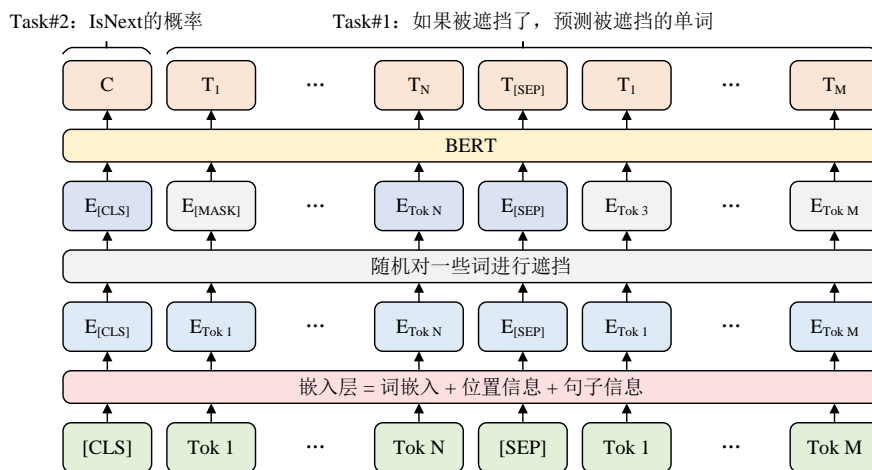 Task#2：IsNext的概率 Task#1：如果被遮挡了，预测被遮挡的单词
C T1 ... TN T[SEP] T1 ... TM
BERT
E[CLS] E[MASK] ... ETok N E[SEP] ETok 3 ... ETok M
随机对一些词进行遮挡
E[CLS] ETok 1 ... ETok N E[SEP] ETok 1 ... ETok M
嵌入层 = 词嵌入 + 位置信息 + 句子信息
[CLS] Tok 1 ... Tok N [SEP] Tok 1 ... Tok M